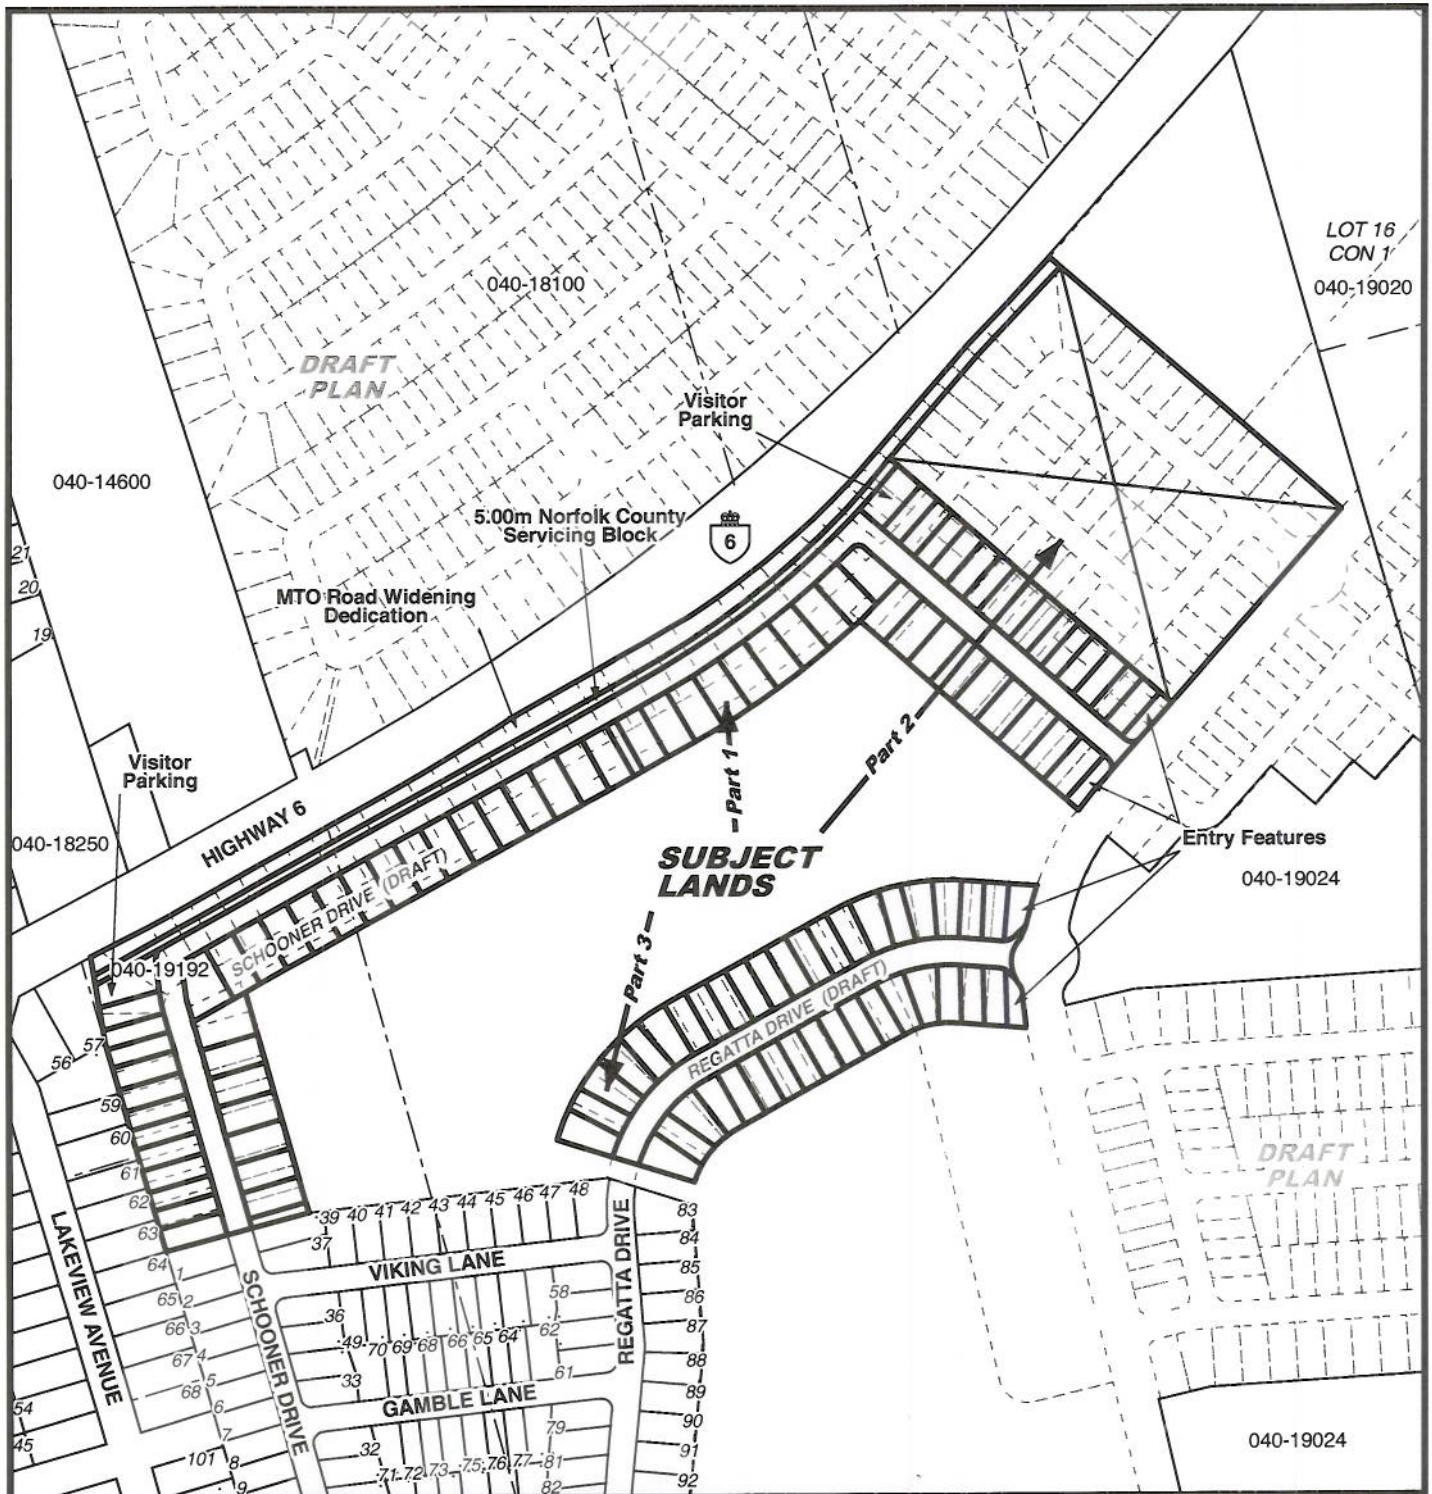 LOT 16
CON 1
040-19020
040-18100
DRAFT
PLAN
Visitor
Parking
040-14600
5.00m Norfolk County
Servicing Block
6
21
20
19
MTO Road Widening
Dedication
Visitor
Parking
Part 1
Part 2
HIGHWAY 6
040-18250
SUBJECT
LANDS
Entry Features
040-19024
SCHOONER DRIVE (DRAFT)
040-19192
Part 3
REGATTA DRIVE (DRAFT)
57
56
59
60
61
62
63
64
DRAFT
PLAN
39 40 41 42 43 44 45 46 47 48
37
83
84
85
86
87
88
89
90
91
92
VIKING LANE
REGATTA DRIVE
LAKEVIEW AVENUE
SCHOONER DRIVE
1
65 2
66 3
67 4
68 5
6
7
101 8
9
36
58
49 70 69 68 66 65 64 62
33
61
GAMBLE LANE
54
45
32
79
71 72 73 75 76 77 81
82
040-19024